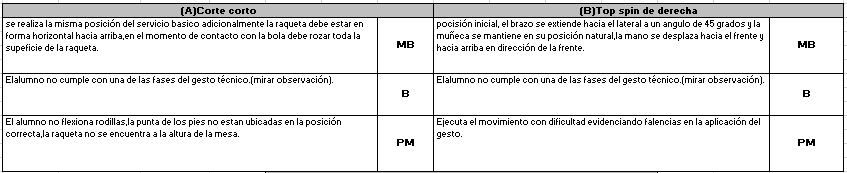 (A)Corte corto
(B)Top spin de derecha
se realiza la misma posición del servicio basico adicionalmente la raqueta debe estar en
forma horizontal hacia arriba,en el momento de contacto con la bola debe rozar toda la
supeficie de la raqueta.
MB
pocisión inicial, el brazo se extiende hacia el lateral a un angulo de 45 grados y la
muñeca se mantiene en su posición natural,la mano se desplaza hacia el frente y
hacia arriba en dirección de la frente.
MB
Elalumno no cumple con una de las fases del gesto técnico.(mirar observación).
B
Elalumno no cumple con una de las fases del gesto técnico.(mirar observación).
B
El alumno no flexiona rodillas,la punta de los pies no estan ubicadas en la posición
correcta,la raqueta no se encuentra a la altura de la mesa.
PM
Ejecuta el movimiento con dificultad evidenciando falencias en la aplicación del
gesto.
PM